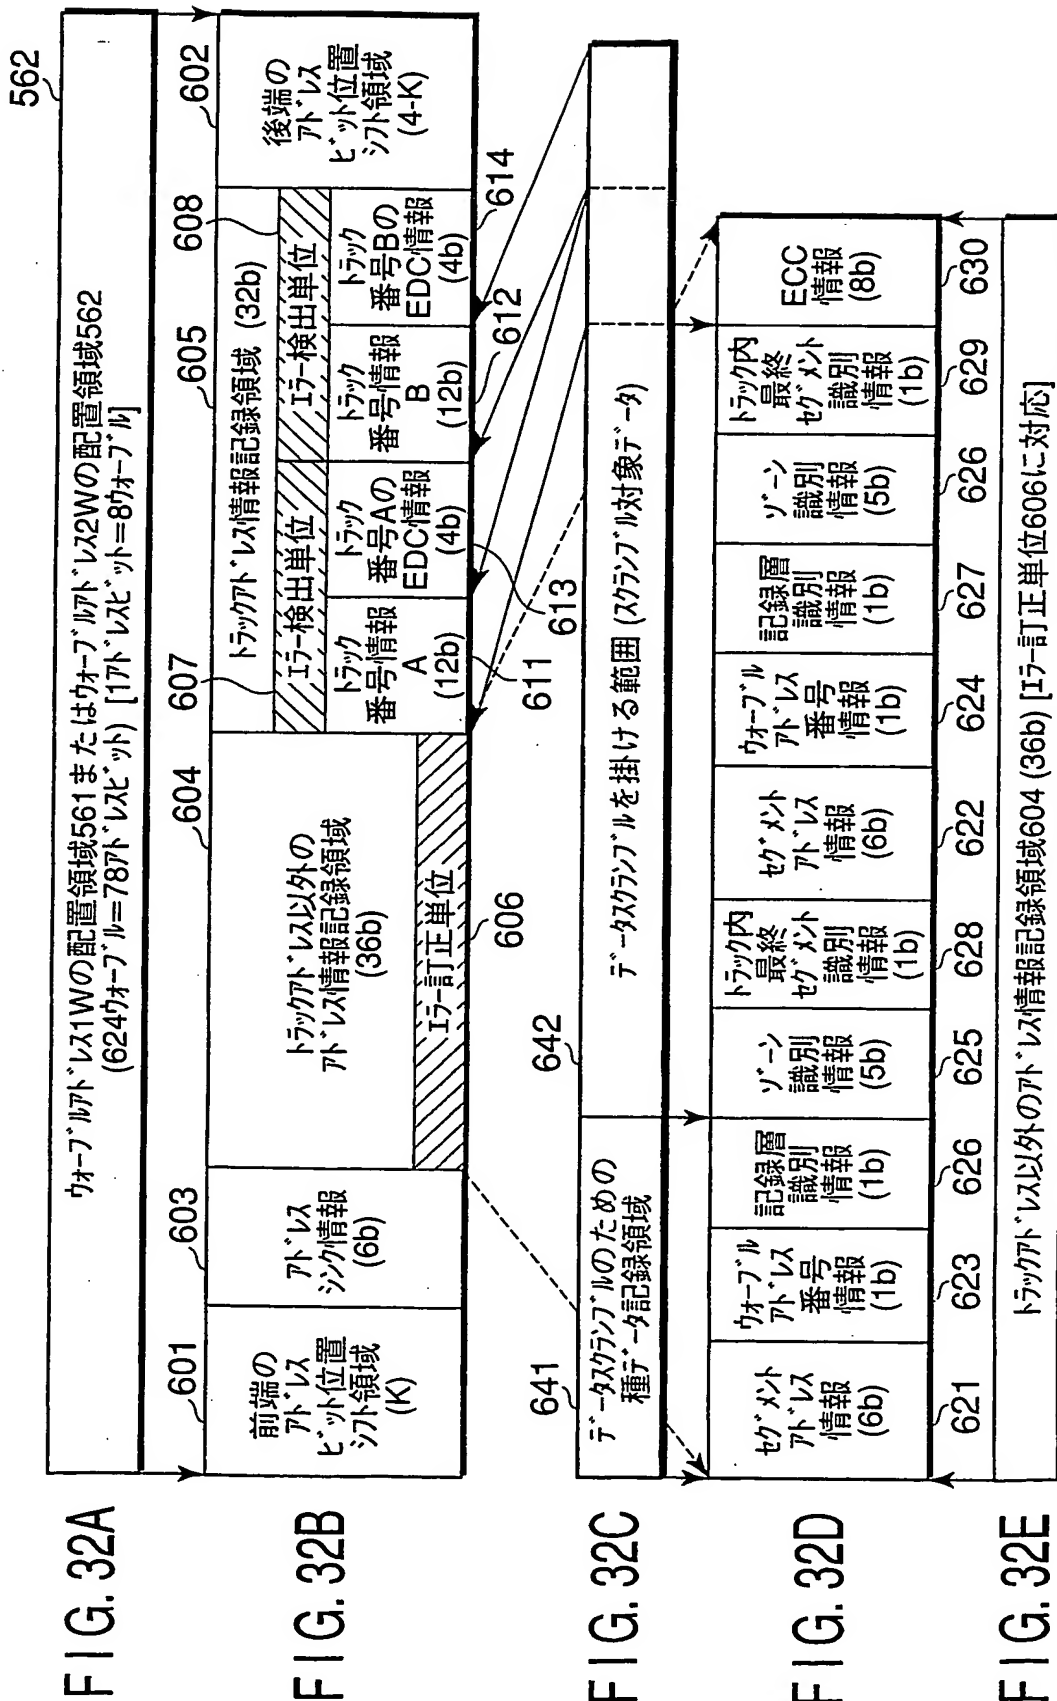 FIG. 32A
562
ウォーブルアドレス1Wの配置領域561またはウォーブルアドレス2Wの配置領域562
(624ウォーブル=78アドレスビット) [1アドレスビット=8ウォーブル]
FIG. 32B
601
603
604
607
605
608
602
前端の
アドレス
ビット位置
シフト領域
(K)
アドレス
シンク情報
(6b)
トラックアドレス以外の
アドレス情報記録領域
(36b)
エラー訂正単位
606
トラックアドレス情報記録領域 (32b)
エラー検出単位
エラー検出単位
トラック
番号情報
A
(12b)
トラック
番号Aの
EDC情報
(4b)
トラック
番号情報
B
(12b)
トラック
番号Bの
EDC情報
(4b)
後端の
アドレス
ビット位置
シフト領域
(4-K)
611
613
612
614
FIG. 32C
641
642
データスクランブルのための
種データ記録領域
データスクランブルを掛ける範囲 (スクランブル対象データ)
FIG. 32D
セグメント
アドレス
情報
(6b)
ウォーブル
アドレス
番号
情報
(1b)
記録層
識別
情報
(1b)
ゾーン
識別
情報
(5b)
トラック内
最終
セグメント
識別
情報
(1b)
セグメント
アドレス
情報
(6b)
ウォーブル
アドレス
番号
情報
(1b)
記録層
識別
情報
(1b)
ゾーン
識別
情報
(5b)
トラック内
最終
セグメント
識別
情報
(1b)
ECC
情報
(8b)
621
623
626
625
628
622
624
627
626
629
630
FIG. 32E
トラックアドレス以外のアドレス情報記録領域604 (36b) [エラー訂正単位606に対応]